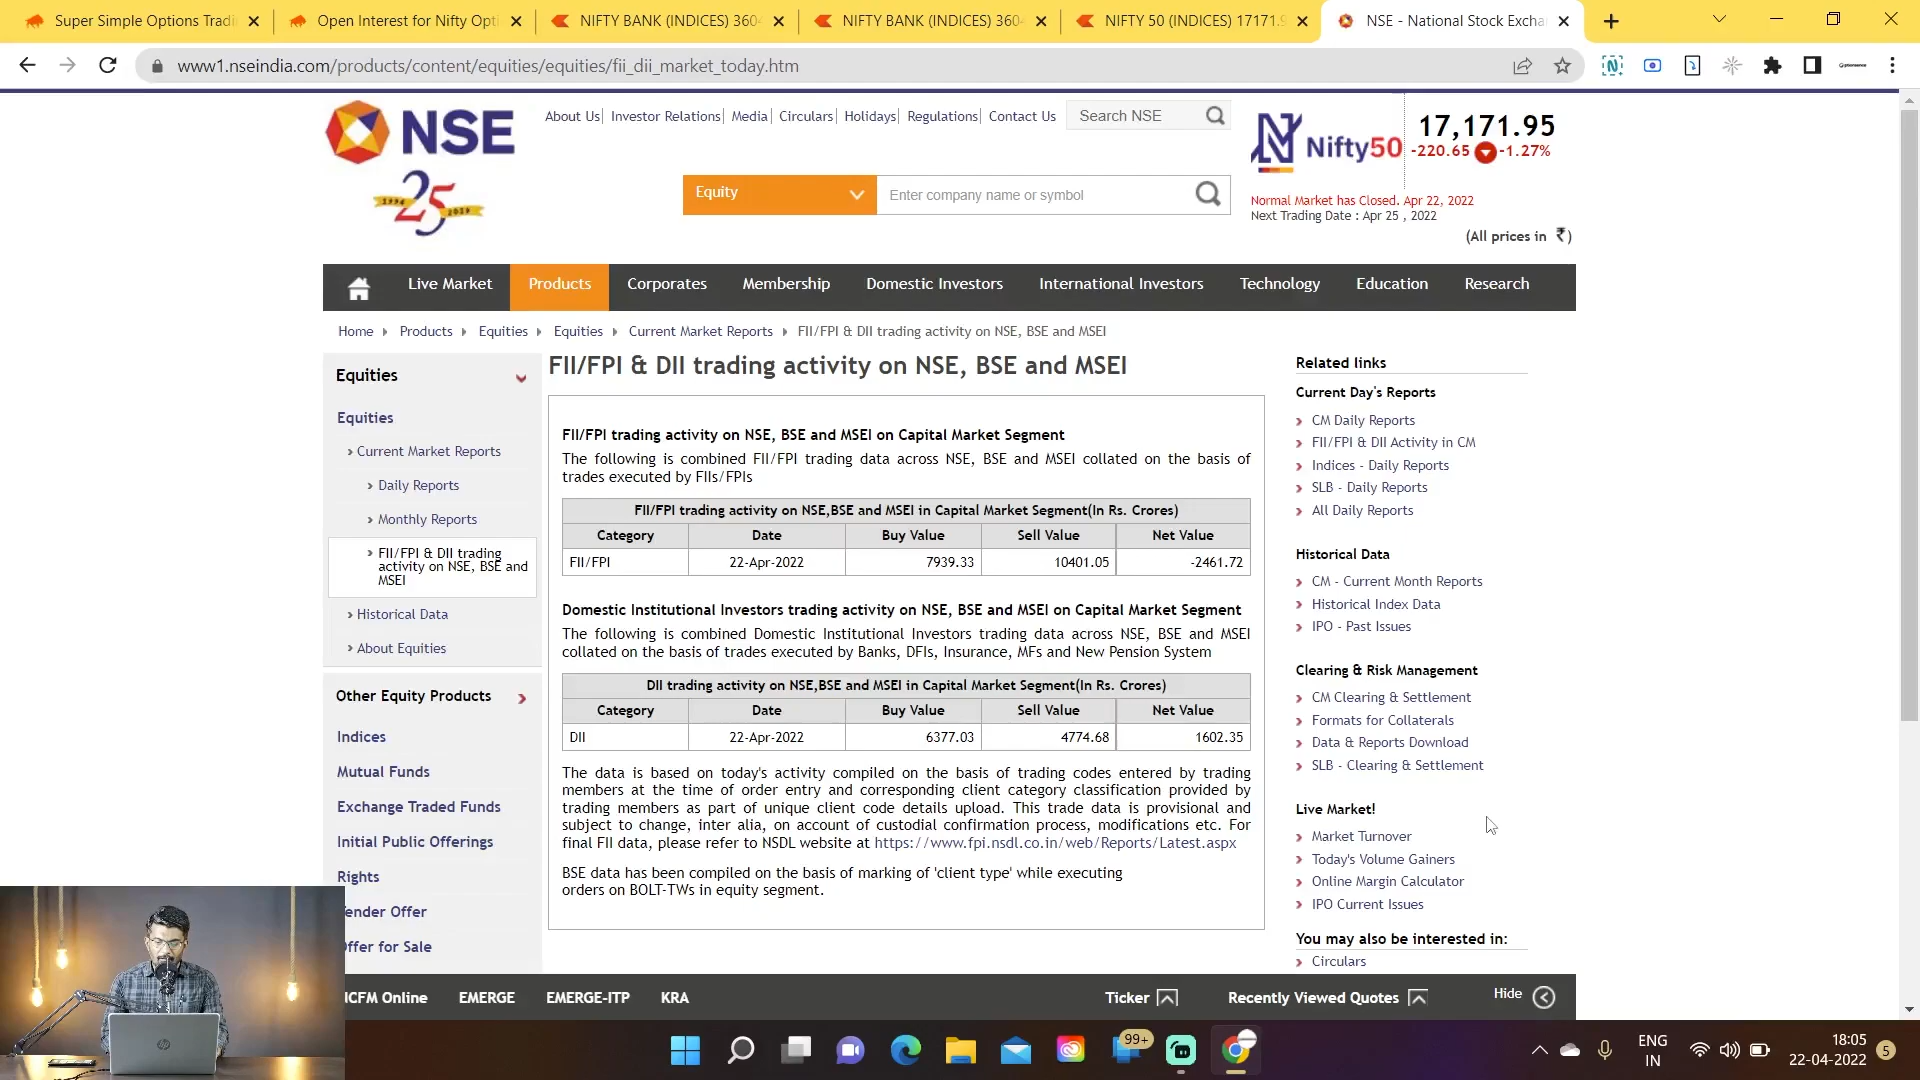 Super Simple Options Tradi
Open Interest for Nifty Opti
NIFTY BANK (INDICES) 3604
NIFTY BANK (INDICES) 3604
NIFTY 50 (INDICES) 17171.9
NSE - National Stock Excha
www1.nseindia.com/products/content/equities/equities/fii_dii_market_today.htm
NSE
25
About Us| Investor Relations| Media| Circulars| Holidays| Regulations| Contact Us
Search NSE
Equity
Enter company name or symbol
Nifty50
17,171.95
-220.65 -1.27%
Normal Market has Closed. Apr 22, 2022
Next Trading Date : Apr 25 , 2022
(All prices in ₹)
Live Market Products Corporates Membership Domestic Investors International Investors Technology Education Research
Home Products Equities Equities Current Market Reports FII/FPI & DII trading activity on NSE, BSE and MSEI
Equities
Equities
Current Market Reports
Daily Reports
Monthly Reports
FII/FPI & DII trading
activity on NSE, BSE and
MSEI
Historical Data
About Equities
Other Equity Products
Indices
Mutual Funds
Exchange Traded Funds
Initial Public Offerings
Rights
Tender Offer
Offer for Sale
FII/FPI & DII trading activity on NSE, BSE and MSEI
FII/FPI trading activity on NSE, BSE and MSEI on Capital Market Segment
The following is combined FII/FPI trading data across NSE, BSE and MSEI collated on the basis of
trades executed by FIIs/FPIs
FII/FPI trading activity on NSE,BSE and MSEI in Capital Market Segment(In Rs. Crores)
Category Date Buy Value Sell Value Net Value
FII/FPI 22-Apr-2022 7939.33 10401.05 -2461.72
Domestic Institutional Investors trading activity on NSE, BSE and MSEI on Capital Market Segment
The following is combined Domestic Institutional Investors trading data across NSE, BSE and MSEI
collated on the basis of trades executed by Banks, DFIs, Insurance, MFs and New Pension System
DII trading activity on NSE,BSE and MSEI in Capital Market Segment(In Rs. Crores)
Category Date Buy Value Sell Value Net Value
DII 22-Apr-2022 6377.03 4774.68 1602.35
The data is based on today's activity compiled on the basis of trading codes entered by trading
members at the time of order entry and corresponding client category classification provided by
trading members as part of unique client code details upload. This trade data is provisional and
subject to change, inter alia, on account of custodial confirmation process, modifications etc. For
final FII data, please refer to NSDL website at https://www.fpi.nsdl.co.in/web/Reports/Latest.aspx
BSE data has been compiled on the basis of marking of 'client type' while executing
orders on BOLT-TWs in equity segment.
Related links
Current Day's Reports
CM Daily Reports
FII/FPI & DII Activity in CM
Indices - Daily Reports
SLB - Daily Reports
All Daily Reports
Historical Data
CM - Current Month Reports
Historical Index Data
IPO - Past Issues
Clearing & Risk Management
CM Clearing & Settlement
Formats for Collaterals
Data & Reports Download
SLB - Clearing & Settlement
Live Market!
Market Turnover
Today's Volume Gainers
Online Margin Calculator
IPO Current Issues
You may also be interested in:
Circulars
NCFM Online EMERGE EMERGE-ITP KRA
Ticker Recently Viewed Quotes Hide
99+
ENG
IN
18:05
22-04-2022
5